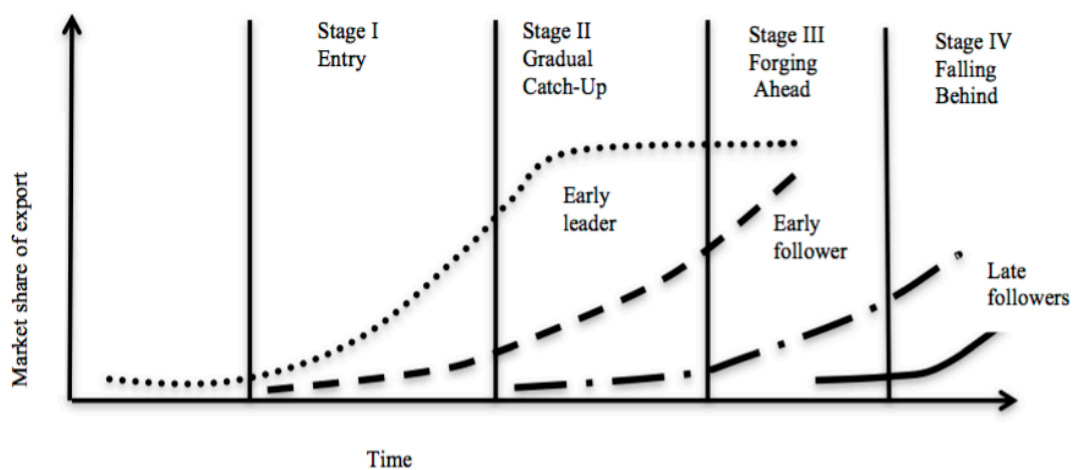 Stage I
Entry
Stage II
Gradual
Catch-Up
Stage III
Forging
Ahead
Stage IV
Falling
Behind
Market share of export
Early
leader
Early
follower
Late
followers
Time